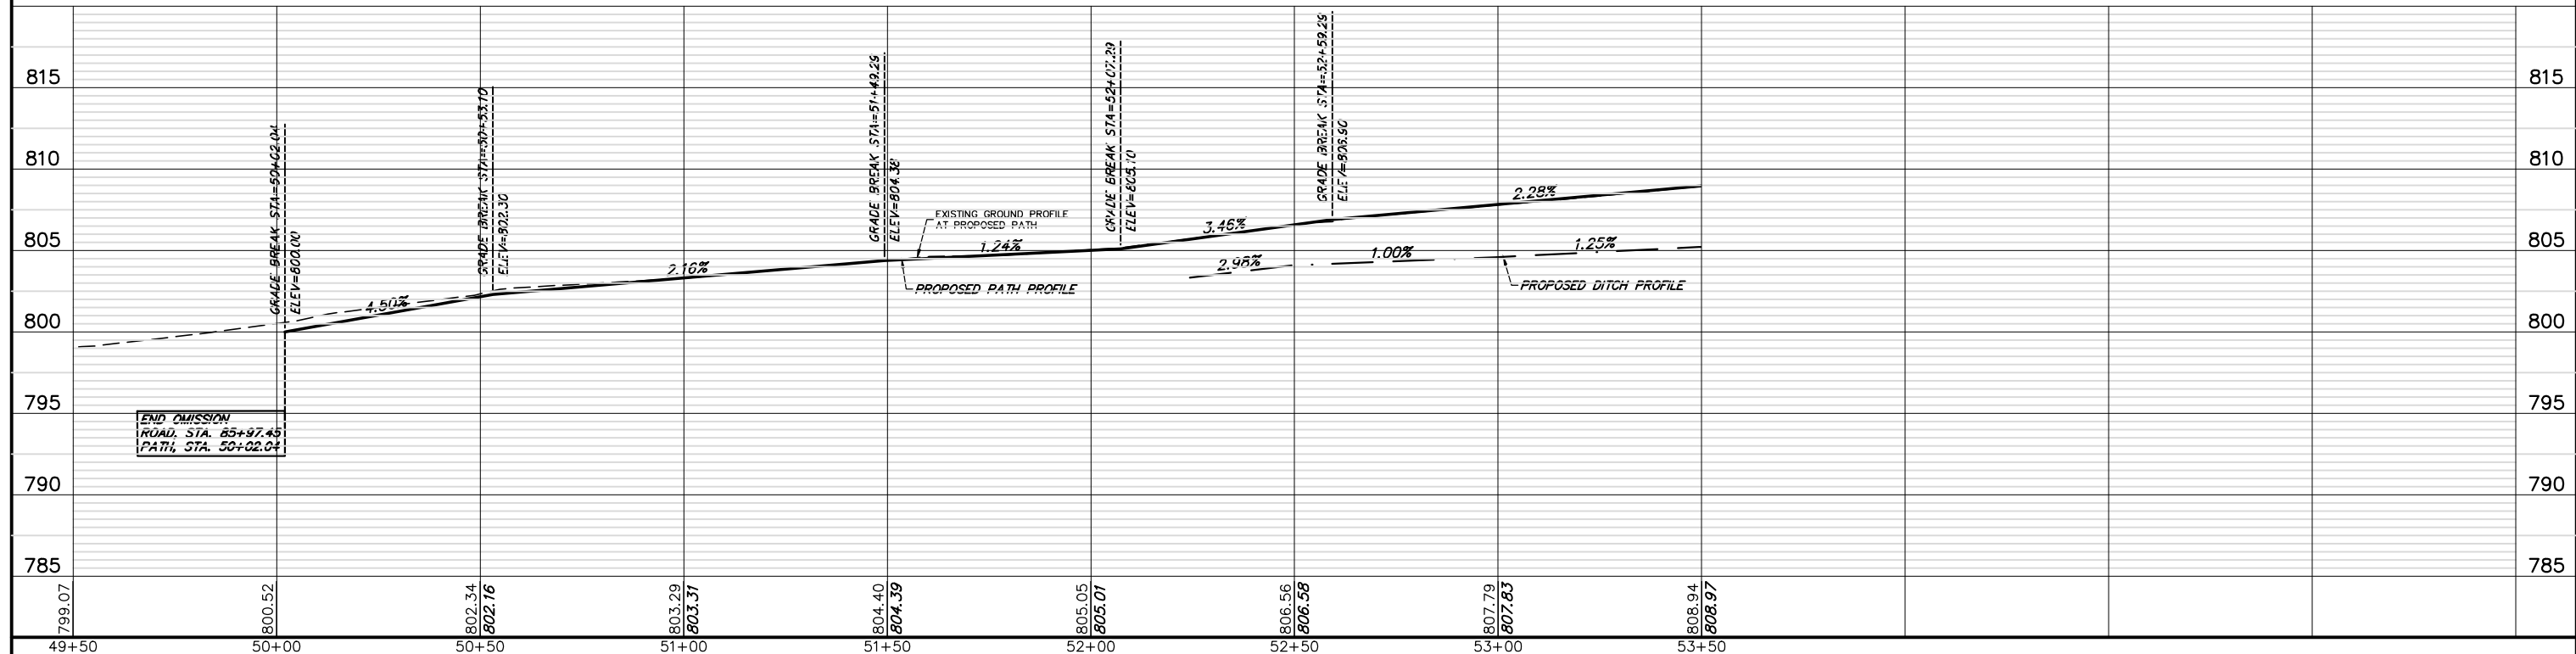 815
810
805
800
795
790
785
815
810
805
800
795
790
785
GRADE BREAK STA=50+02.04
ELEV=800.00
GRADE BREAK STA=50+53.10
ELEV=802.30
GRADE BREAK STA=51+49.29
ELEV=804.38
GRADE BREAK STA=52+07.29
ELEV=805.10
GRADE BREAK STA=52+59.29
ELEV=806.90
4.50%
2.16%
EXISTING GROUND PROFILE
AT PROPOSED PATH
1.24%
3.46%
2.28%
2.98%
1.00%
1.25%
PROPOSED PATH PROFILE
PROPOSED DITCH PROFILE
END OMISSION
ROAD, STA. 85+97.45
PATH, STA. 50+02.04
799.07
800.52
802.34
802.16
803.29
803.31
804.40
804.39
805.05
805.01
806.56
806.58
807.79
807.83
808.94
808.97
49+50
50+00
50+50
51+00
51+50
52+00
52+50
53+00
53+50